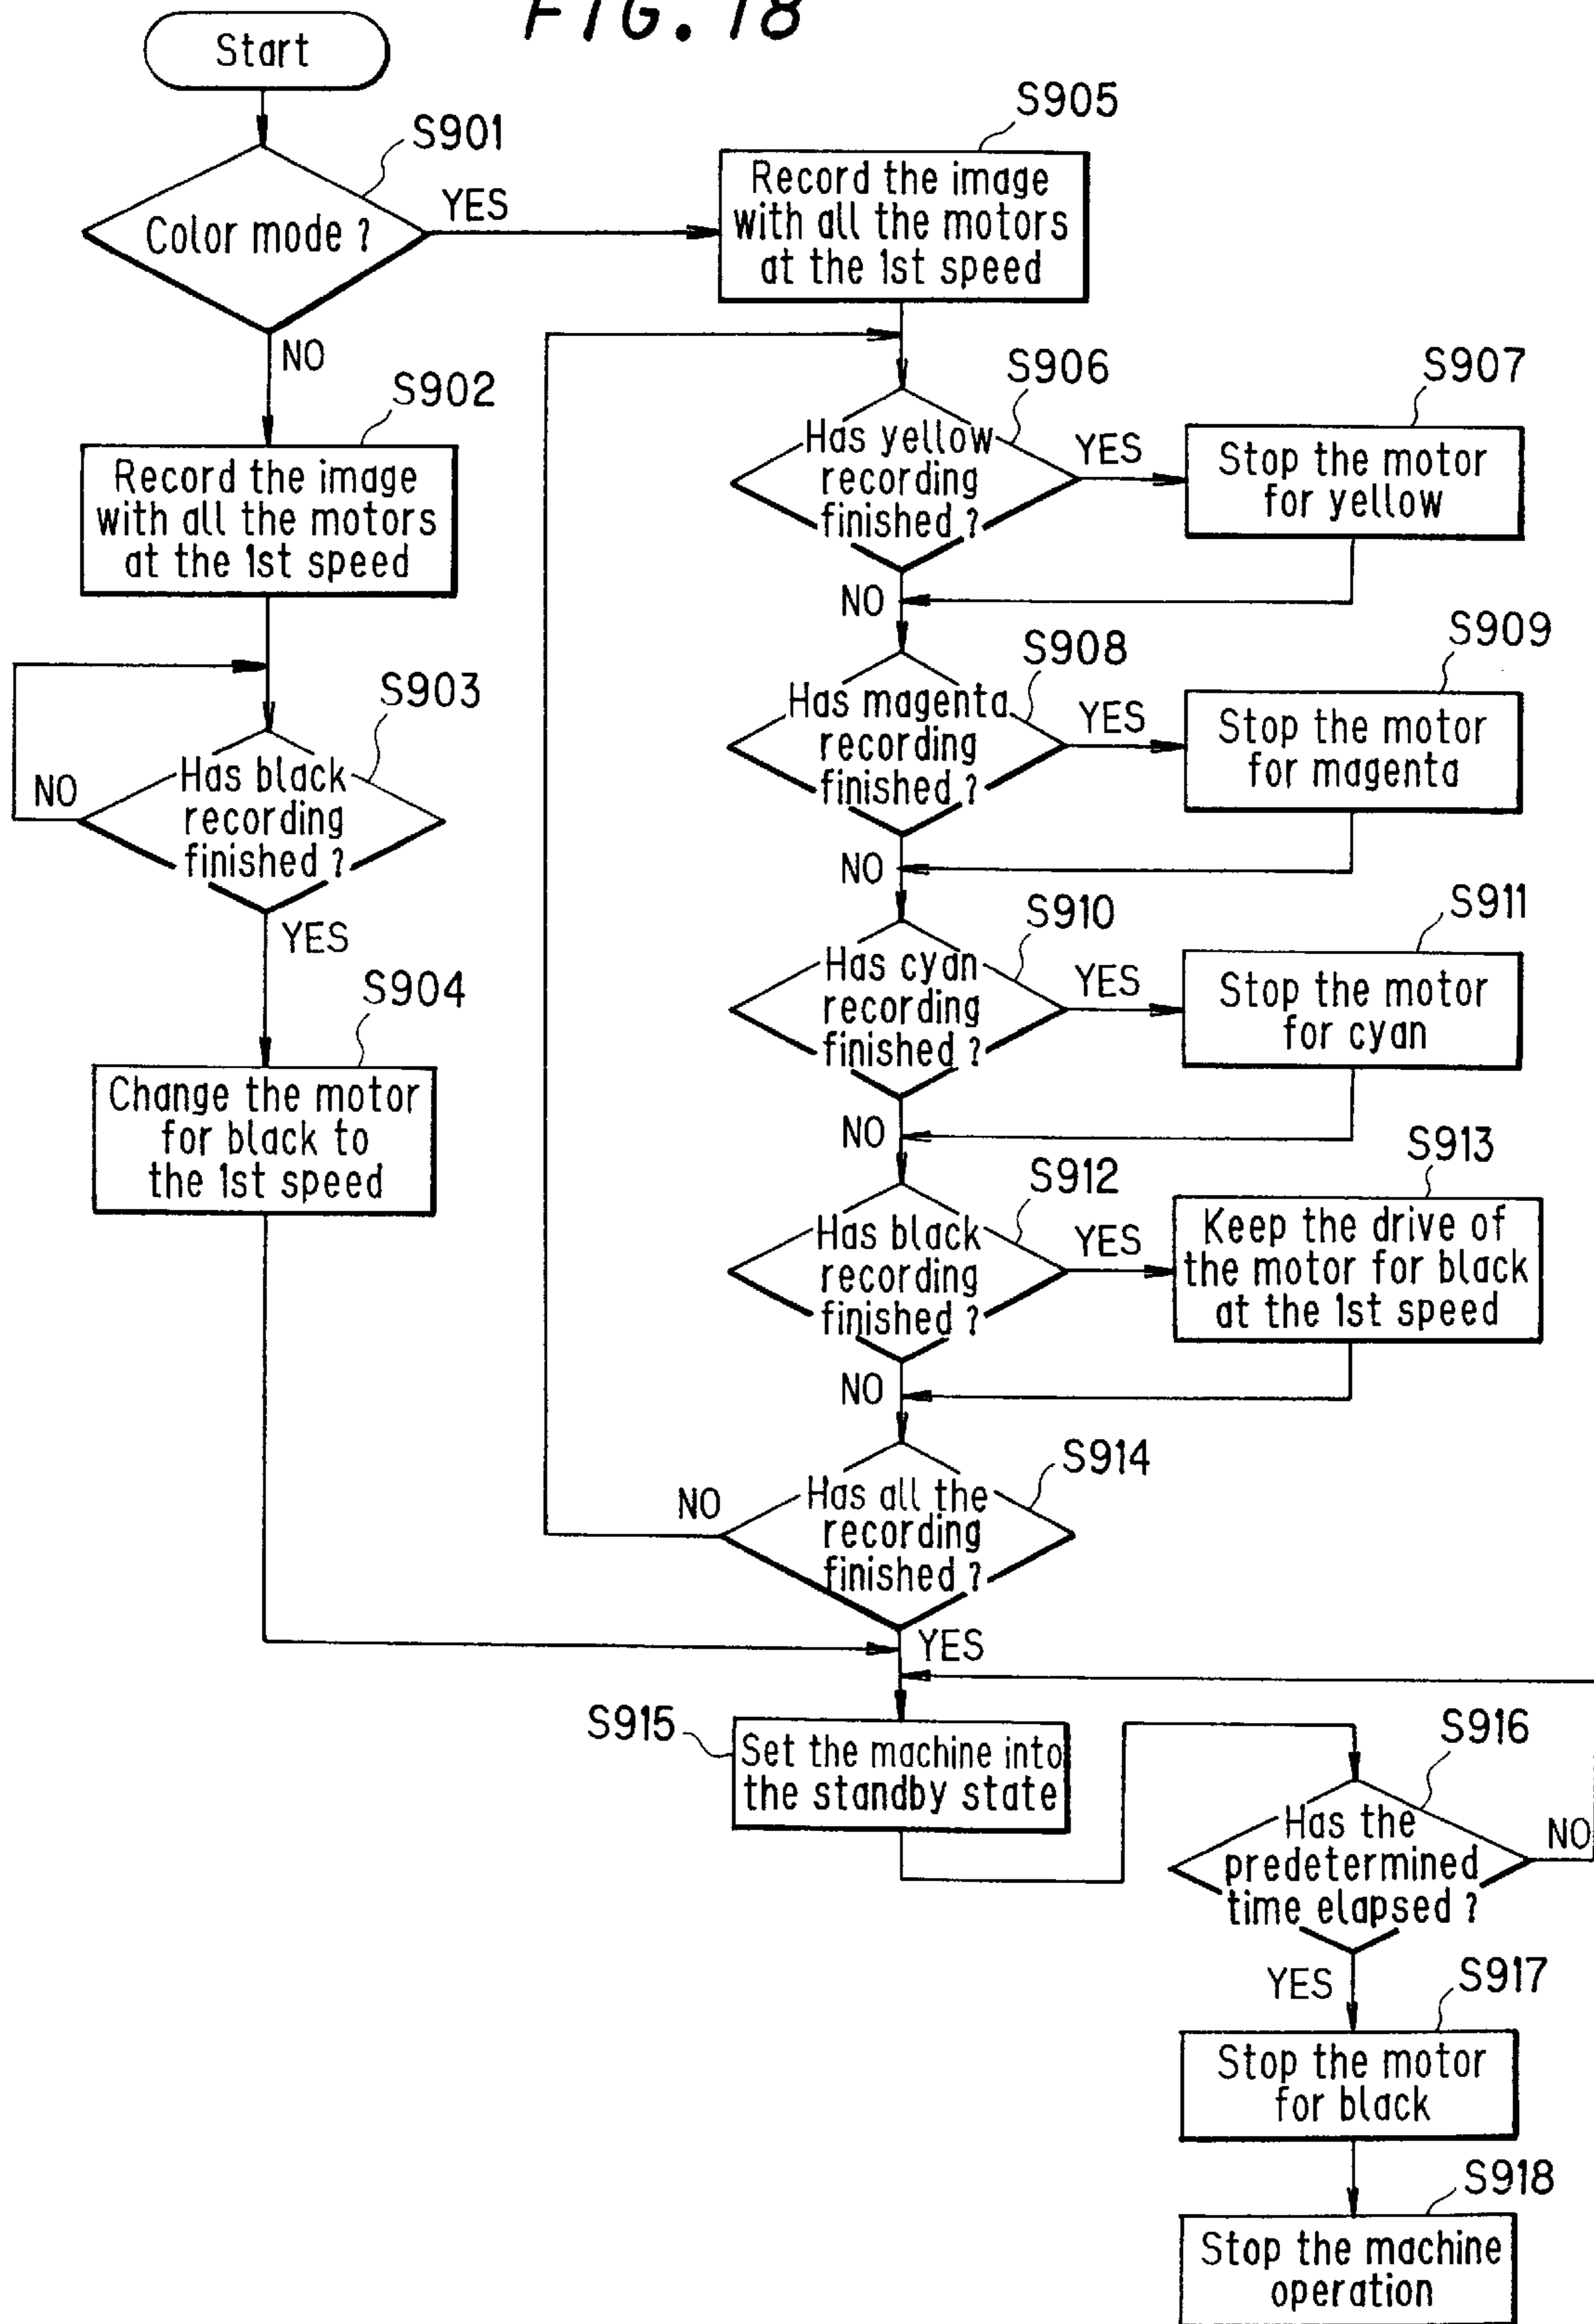 FIG. 18
Start
S901
Color mode ?
YES
NO
S902
Record the image
with all the motors
at the 1st speed
S903
Has black
recording
finished ?
NO
YES
S904
Change the motor
for black to
the 1st speed
S905
Record the image
with all the motors
at the 1st speed
S906
Has yellow
recording
finished ?
YES
NO
S907
Stop the motor
for yellow
S908
Has magenta
recording
finished ?
YES
NO
S909
Stop the motor
for magenta
S910
Has cyan
recording
finished ?
YES
NO
S911
Stop the motor
for cyan
S912
Has black
recording
finished ?
YES
NO
S913
Keep the drive of
the motor for black
at the 1st speed
S914
Has all the
recording
finished ?
NO
YES
S915
Set the machine into
the standby state
S916
Has the
predetermined
time elapsed ?
NO
YES
S917
Stop the motor
for black
S918
Stop the machine
operation